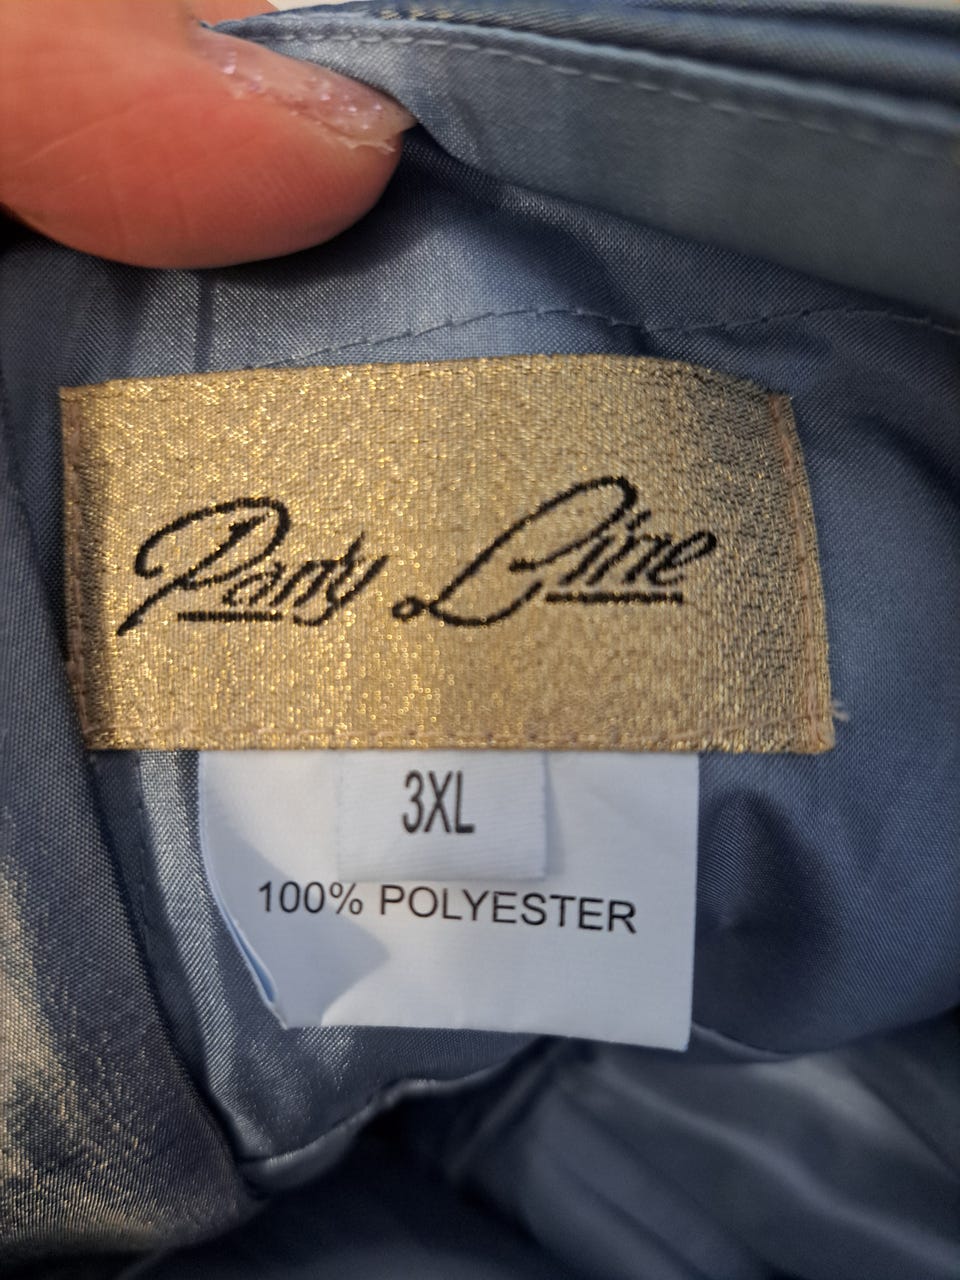 Party Line
3XL
100% POLYESTER